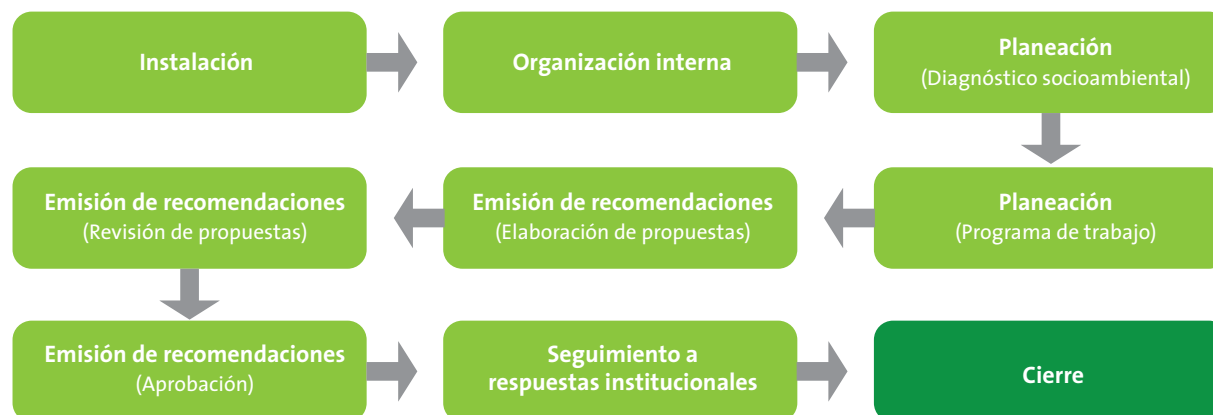 Instalación
Organización interna
Planeación
(Diagnóstico socioambiental)
Planeación
(Programa de trabajo)
Emisión de recomendaciones
(Elaboración de propuestas)
Emisión de recomendaciones
(Revisión de propuestas)
Emisión de recomendaciones
(Aprobación)
Seguimiento a
respuestas institucionales
Cierre